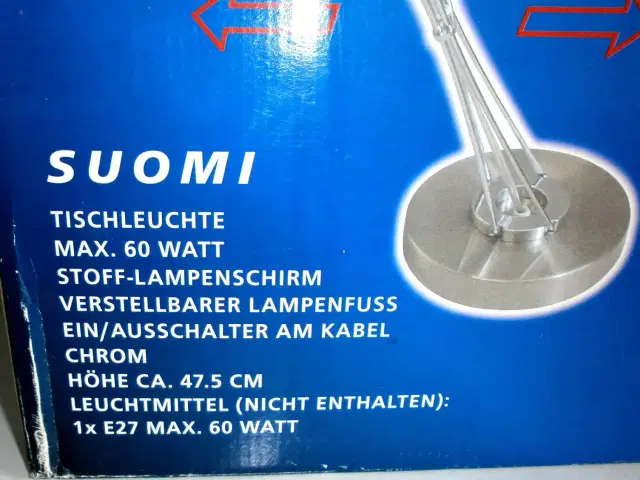 SUOMI
TISCHLEUCHTE
MAX. 60 WATT
STOFF-LAMPENSCHIRM
VERSTELLBARER LAMPENFUSS
EIN/AUSSCHALTER AM KABEL
CHROM
HÖHE CA. 47.5 CM
LEUCHTMITTEL (NICHT ENTHALTEN):
1x E27 MAX. 60 WATT